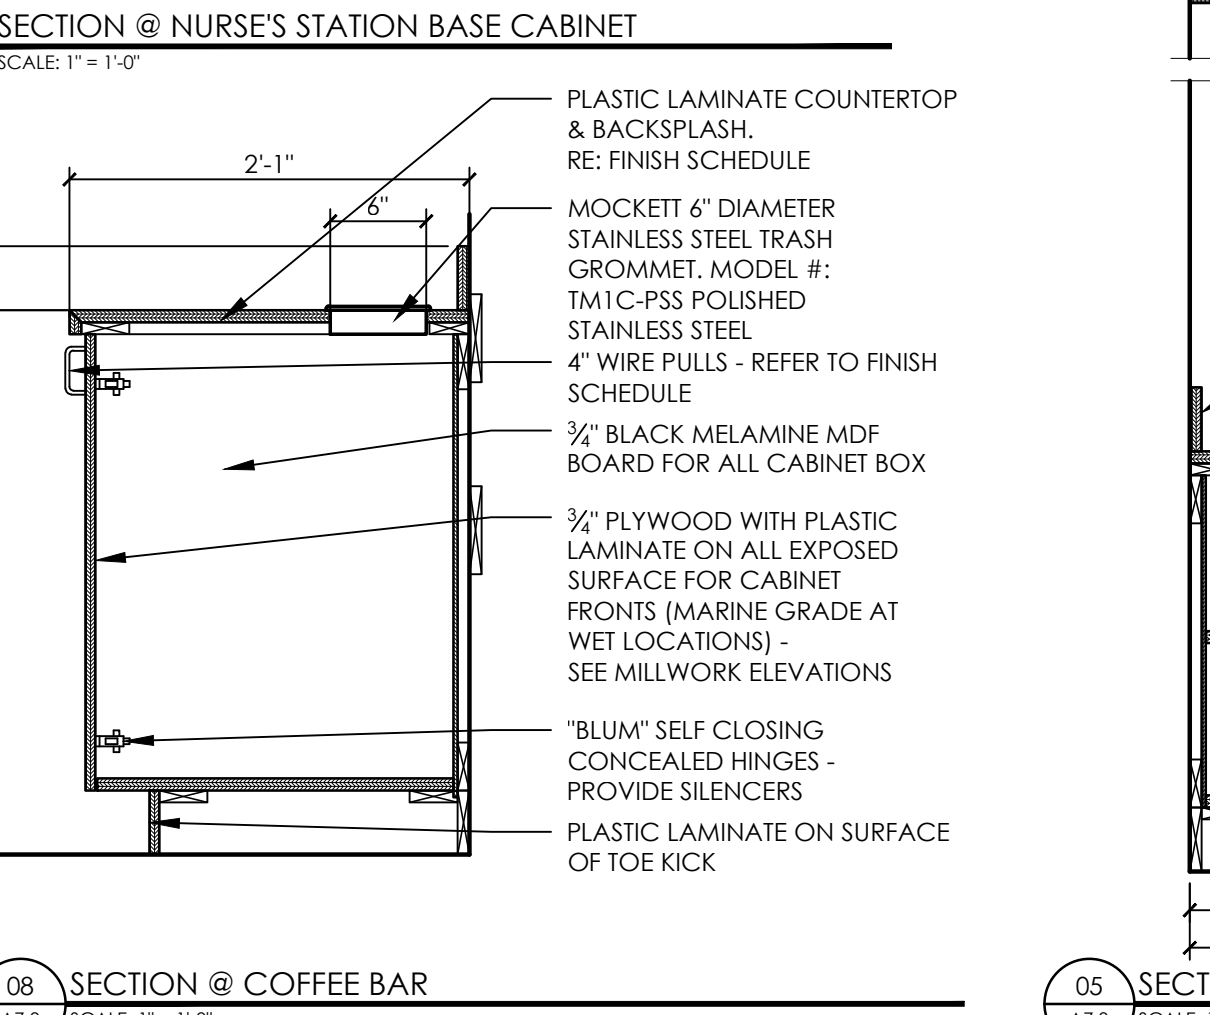 SECTION @ NURSE'S STATION BASE CABINET
SCALE: 1" = 1'-0"
2'-1"
6"
PLASTIC LAMINATE COUNTERTOP
& BACKSPLASH.
RE: FINISH SCHEDULE
MOCKETT 6" DIAMETER
STAINLESS STEEL TRASH
GROMMET. MODEL #:
TM1C-PSS POLISHED
STAINLESS STEEL
4" WIRE PULLS - REFER TO FINISH
SCHEDULE
3/4" BLACK MELAMINE MDF
BOARD FOR ALL CABINET BOX
3/4" PLYWOOD WITH PLASTIC
LAMINATE ON ALL EXPOSED
SURFACE FOR CABINET
FRONTS (MARINE GRADE AT
WET LOCATIONS) -
SEE MILLWORK ELEVATIONS
"BLUM" SELF CLOSING
CONCEALED HINGES -
PROVIDE SILENCERS
PLASTIC LAMINATE ON SURFACE
OF TOE KICK
08 SECTION @ COFFEE BAR
SCALE: 1" = 1'-0"
05 SECT